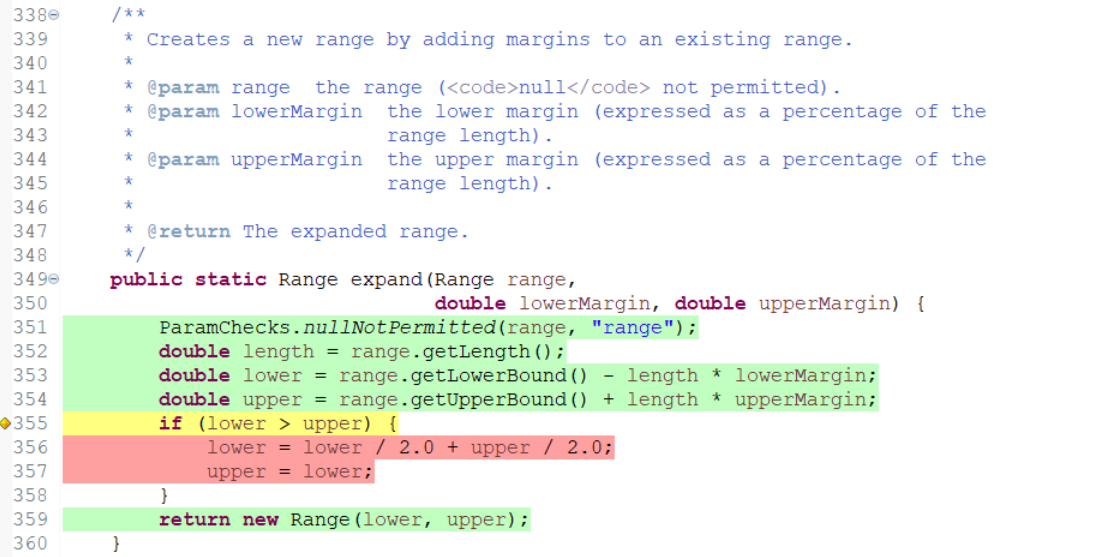 338 /**
339 * Creates a new range by adding margins to an existing range.
340 *
341 * @param range  the range (<code>null</code> not permitted).
342 * @param lowerMargin  the lower margin (expressed as a percentage of the
343 *                     range length).
344 * @param upperMargin  the upper margin (expressed as a percentage of the
345 *                     range length).
346 *
347 * @return The expanded range.
348 */
349 public static Range expand(Range range,
350                            double lowerMargin, double upperMargin) {
351     ParamChecks.nullNotPermitted(range, "range");
352     double length = range.getLength();
353     double lower = range.getLowerBound() - length * lowerMargin;
354     double upper = range.getUpperBound() + length * upperMargin;
355     if (lower > upper) {
356         lower = lower / 2.0 + upper / 2.0;
357         upper = lower;
358     }
359     return new Range(lower, upper);
360 }